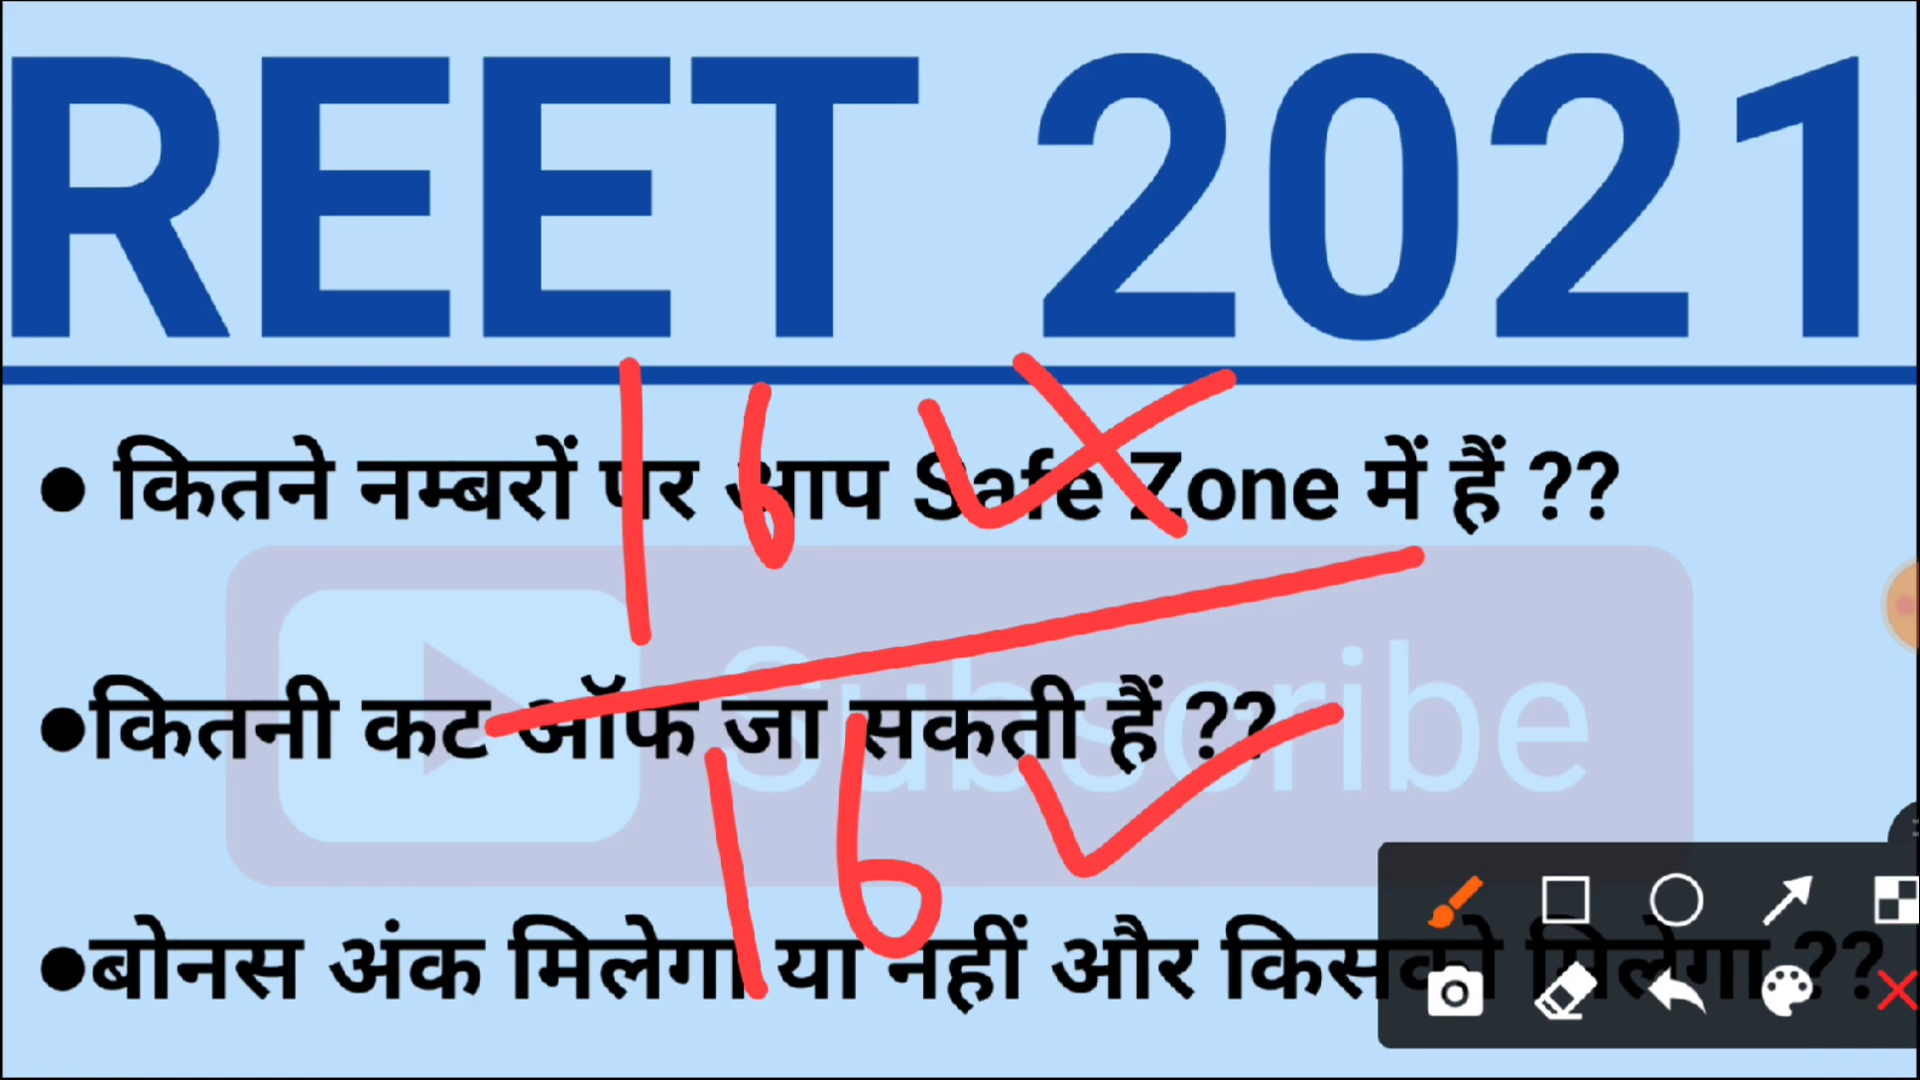 REET 2021
16
● कितने नम्बरों पर आप Safe Zone में हैं ??
Subscribe
●कितनी कट ऑफ जा सकती हैं ??
16
●बोनस अंक मिलेगा या नहीं और किसको मिलेगा ??